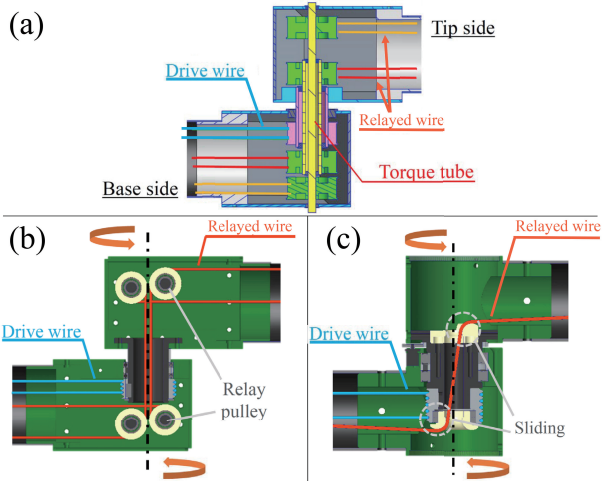 (a)
Tip side
Drive wire
Relayed wire
Torque tube
Base side
(b)
Relayed wire
Drive wire
Relay
pulley
(c)
Relayed wire
Drive wire
Sliding